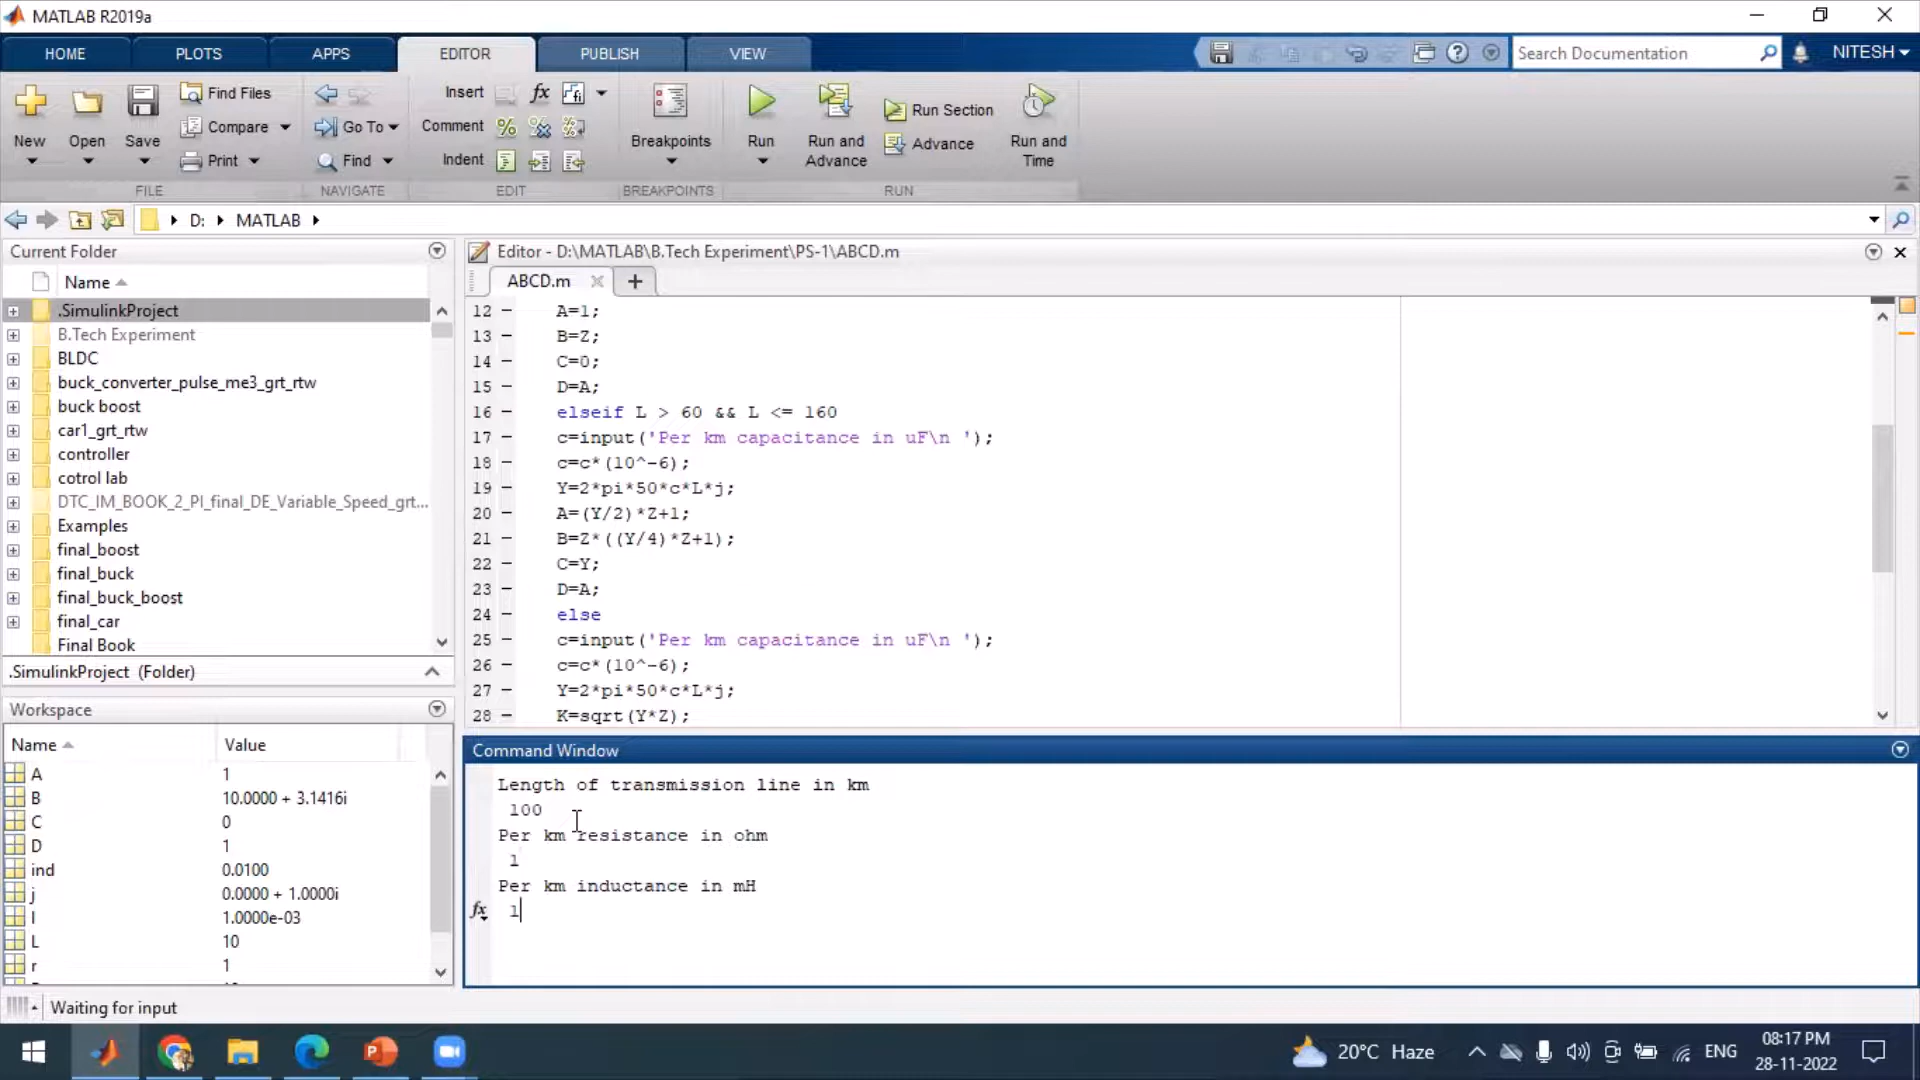 MATLAB R2019a
HOME
PLOTS
APPS
EDITOR
PUBLISH
VIEW
Search Documentation
NITESH
New
Open
Save
Find Files
Compare
Print
FILE
Go To
Find
NAVIGATE
Insert
fx
fi
Comment
%
Indent
EDIT
Breakpoints
BREAKPOINTS
Run
Run and
Advance
Run Section
Advance
Run and
Time
RUN
D:
MATLAB
Current Folder
Name
.SimulinkProject
B.Tech Experiment
BLDC
buck_converter_pulse_me3_grt_rtw
buck boost
car1_grt_rtw
controller
cotrol lab
DTC_IM_BOOK_2_PI_final_DE_Variable_Speed_grt...
Examples
final_boost
final_buck
final_buck_boost
final_car
Final Book
.SimulinkProject (Folder)
Workspace
Name Value
A 1
B 10.0000 + 3.1416i
C 0
D 1
ind 0.0100
j 0.0000 + 1.0000i
l 1.0000e-03
L 10
r 1
Editor - D:\MATLAB\B.Tech Experiment\PS-1\ABCD.m
ABCD.m
12 - A=1;
13 - B=Z;
14 - C=0;
15 - D=A;
16 - elseif L > 60 && L <= 160
17 - c=input('Per km capacitance in uF\n ');
18 - c=c*(10^-6);
19 - Y=2*pi*50*c*L*j;
20 - A=(Y/2)*Z+1;
21 - B=Z*((Y/4)*Z+1);
22 - C=Y;
23 - D=A;
24 - else
25 - c=input('Per km capacitance in uF\n ');
26 - c=c*(10^-6);
27 - Y=2*pi*50*c*L*j;
28 - K=sqrt(Y*Z);
Command Window
Length of transmission line in km
100
Per km resistance in ohm
1
Per km inductance in mH
fx 1
Waiting for input
20°C Haze
ENG
08:17 PM
28-11-2022